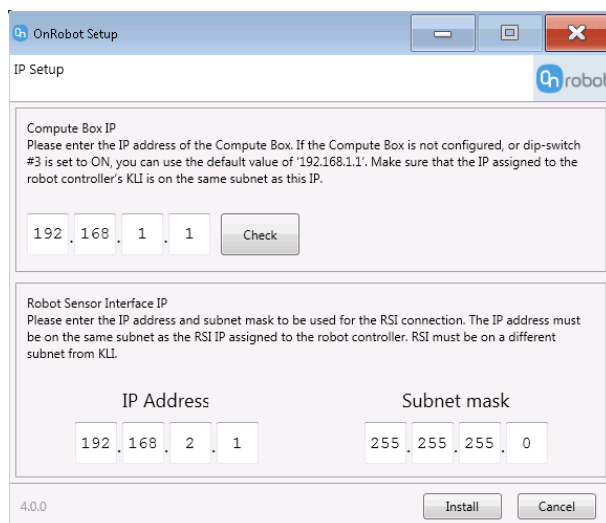 OnRobot Setup
IP Setup
On robot
Compute Box IP
Please enter the IP address of the Compute Box. If the Compute Box is not configured, or dip-switch
#3 is set to ON, you can use the default value of '192.168.1.1'. Make sure that the IP assigned to the
robot controller's KLI is on the same subnet as this IP.
192 . 168 . 1 . 1 Check
Robot Sensor Interface IP
Please enter the IP address and subnet mask to be used for the RSI connection. The IP address must
be on the same subnet as the RSI IP assigned to the robot controller. RSI must be on a different
subnet from KLI.
IP Address Subnet mask
192 . 168 . 2 . 1 255 . 255 . 255 . 0
4.0.0 Install Cancel